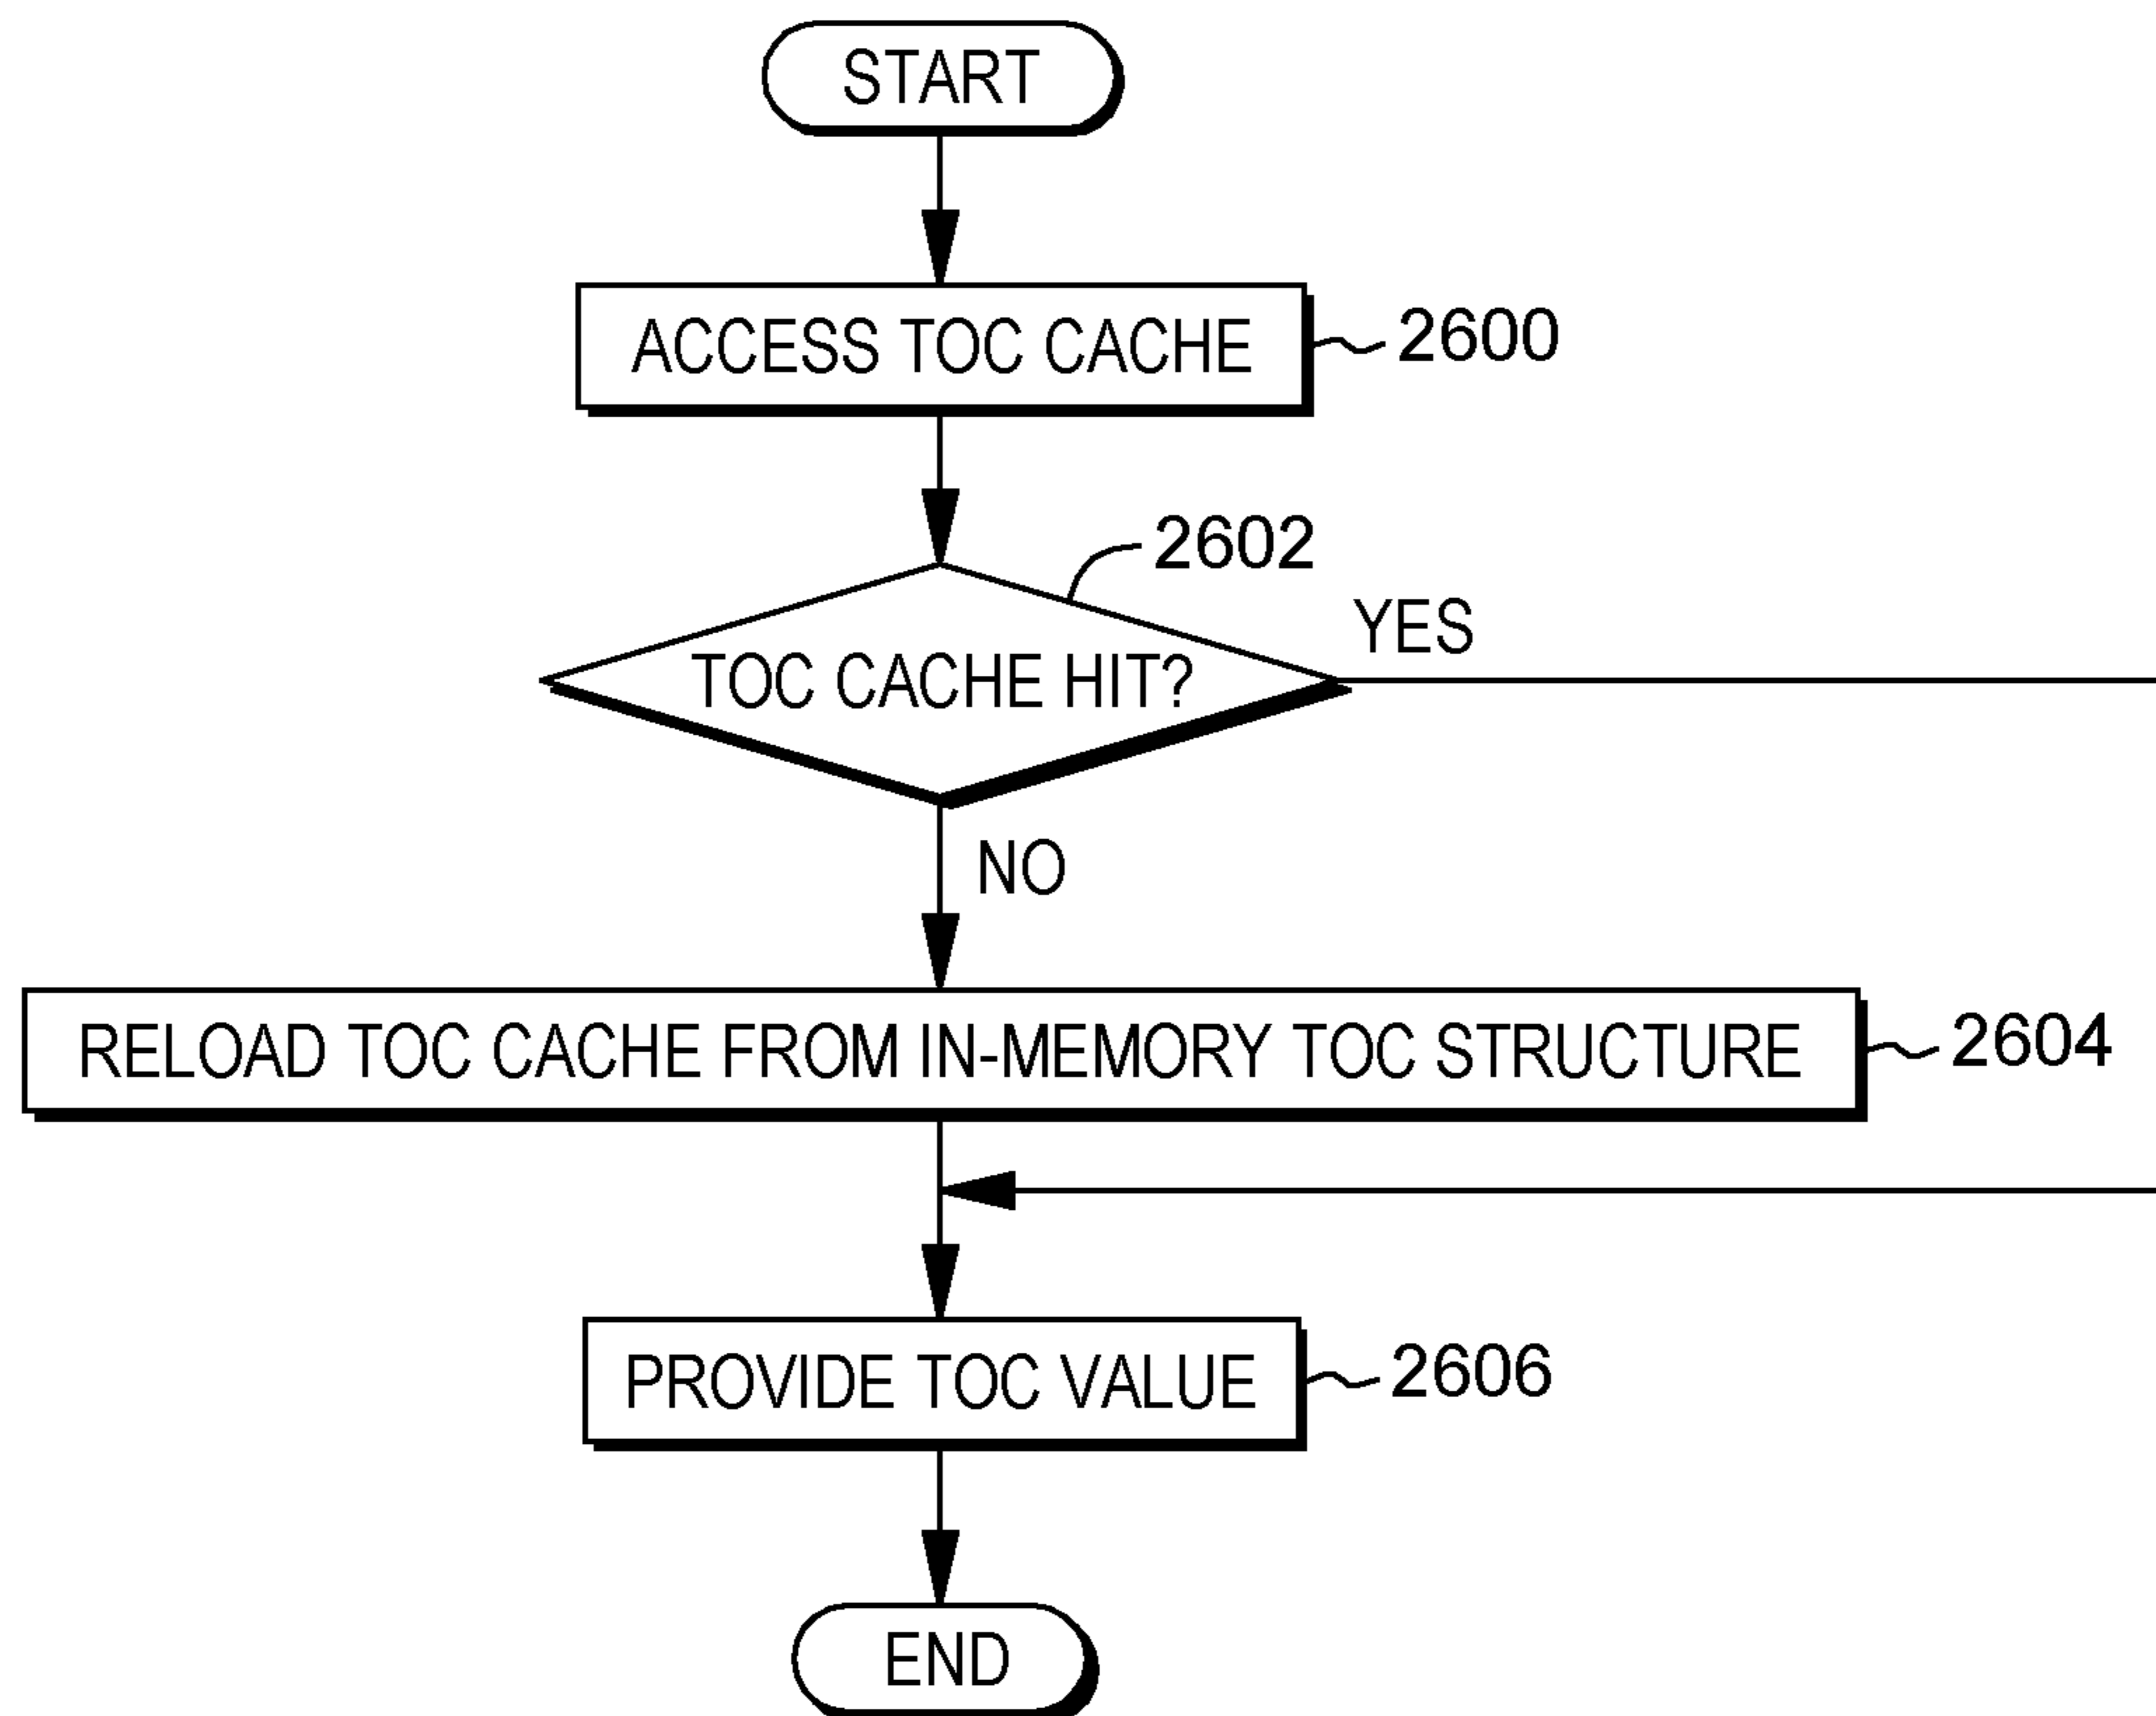 START
ACCESS TOC CACHE
2600
2602
TOC CACHE HIT?
YES
NO
RELOAD TOC CACHE FROM IN-MEMORY TOC STRUCTURE
2604
PROVIDE TOC VALUE
2606
END